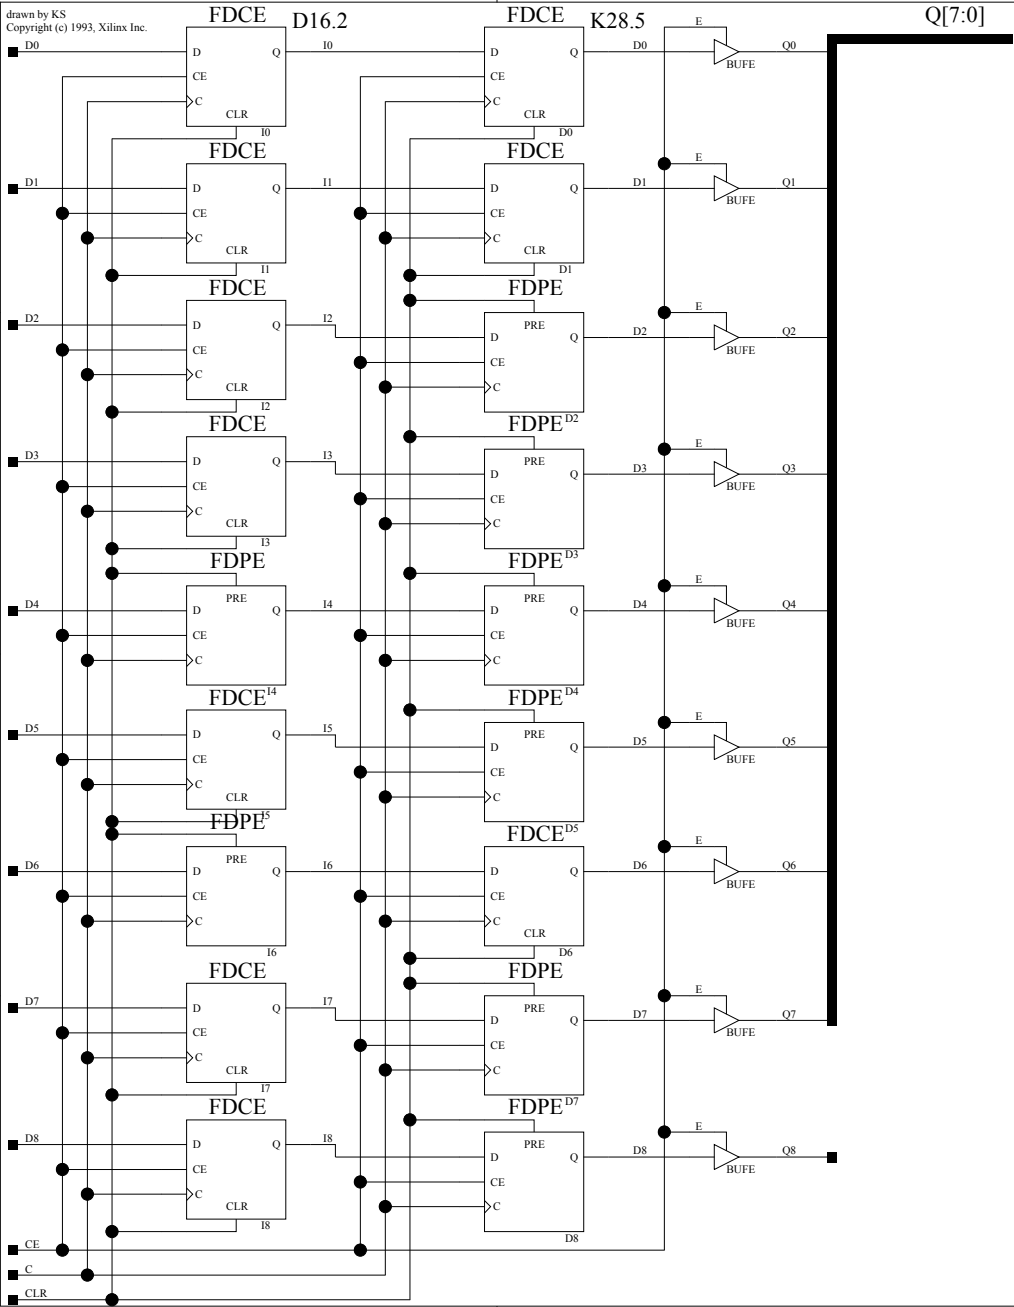 drawn by KS
Copyright (c) 1993, Xilinx Inc.
FDCE D16.2 FDCE K28.5 E Q[7:0]
D0 D Q I0 D Q D0 BUFE Q0
CE CE
C C
CLR CLR
I0 D0
FDCE FDCE E
D1 D Q I1 D Q D1 BUFE Q1
CE CE
C C
CLR CLR
I1 D1
FDCE FDPE E
D2 D Q I2 PRE D Q D2 BUFE Q2
CE CE
C C
CLR
I2 D2
FDCE FDPE E
D3 D Q I3 PRE D Q D3 BUFE Q3
CE CE
C C
CLR
I3 D3
FDPE FDPE E
PRE PRE
D4 D Q I4 D Q D4 BUFE Q4
CE CE
C C
I4 D4
FDCE FDPE E
D5 D Q I5 PRE D Q D5 BUFE Q5
CE CE
C C
CLR
I5 D5
FDPE FDCE E
PRE
D6 D Q I6 D Q D6 BUFE Q6
CE CE
C C
CLR
I6 D6
FDCE FDPE E
D7 D Q I7 PRE D Q D7 BUFE Q7
CE CE
C C
CLR
I7 D7
FDCE FDPE E
D8 D Q I8 PRE D Q D8 BUFE Q8
CE CE
C C
CLR
I8 D8
CE
C
CLR